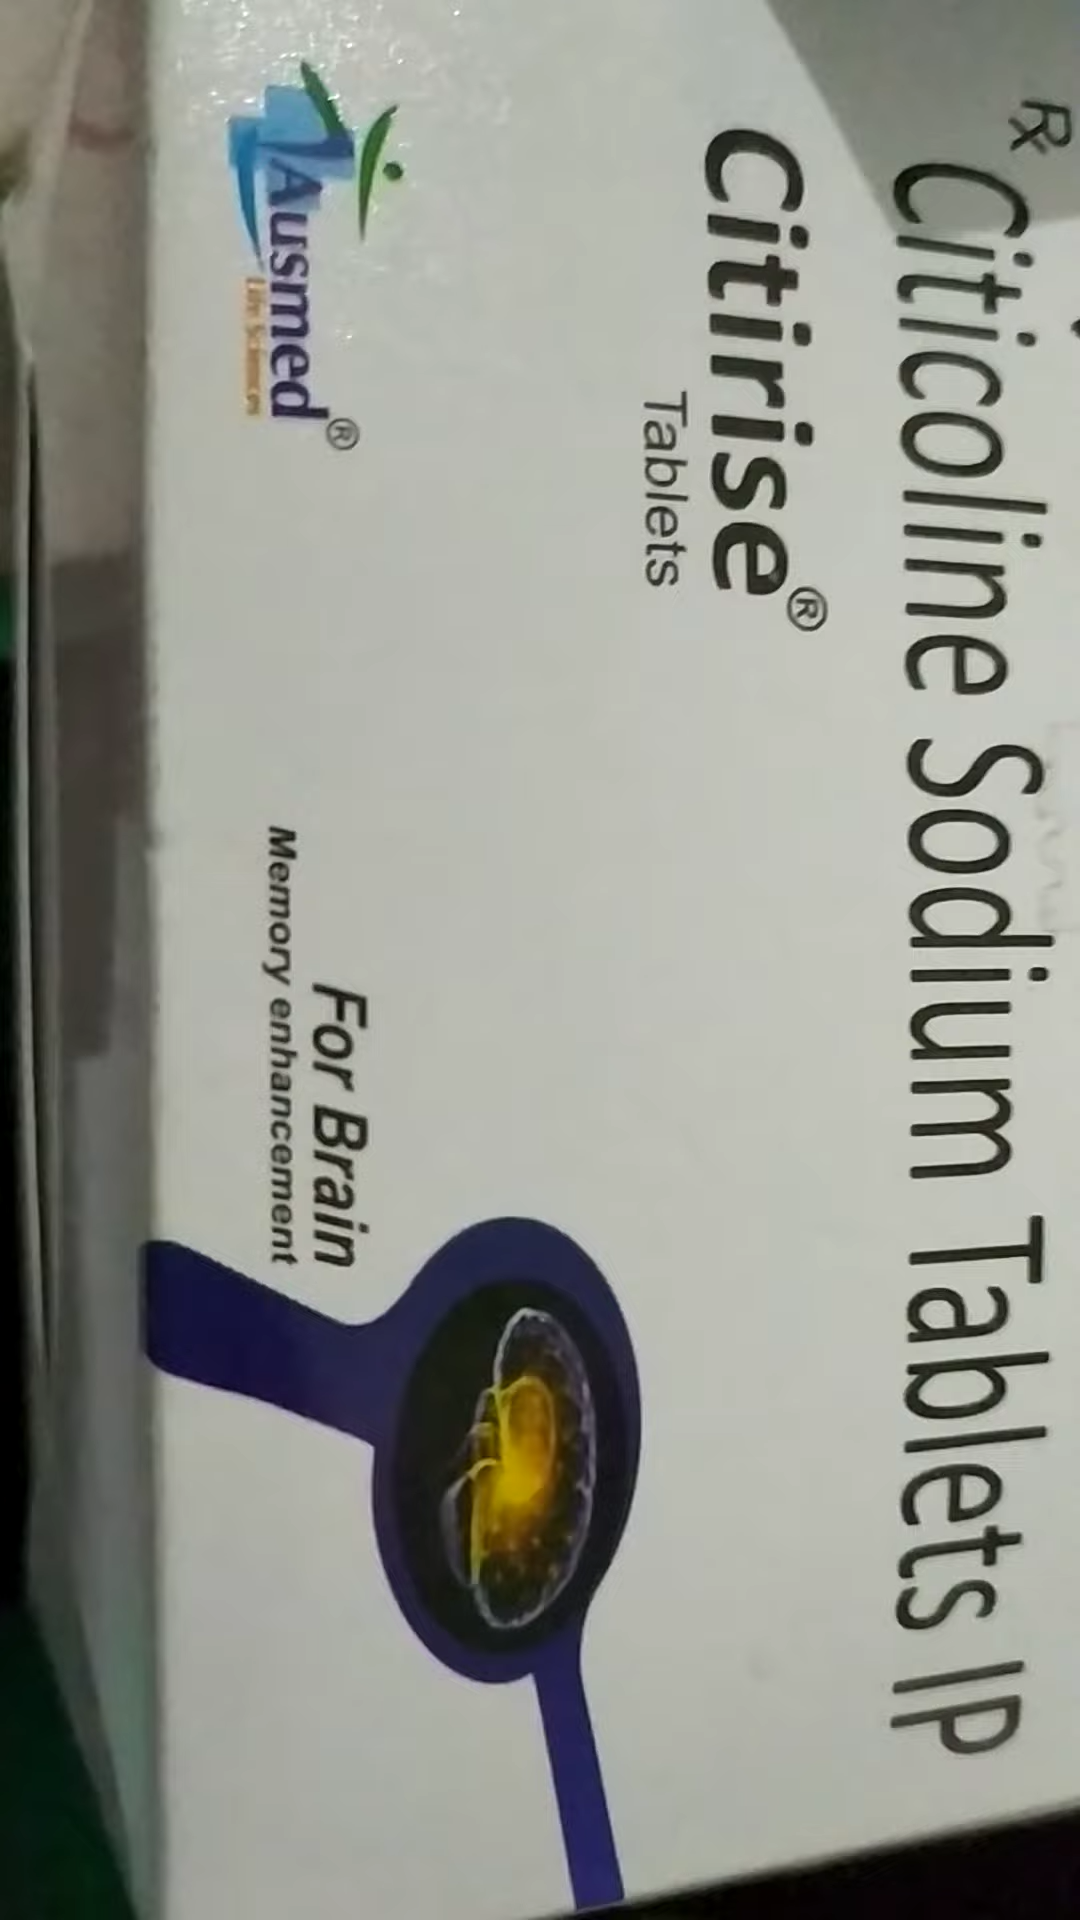 ℞
Citicoline Sodium Tablets IP
Citirise®
Tablets
For Brain
Memory enhancement
Ausmed®
Life Sciences